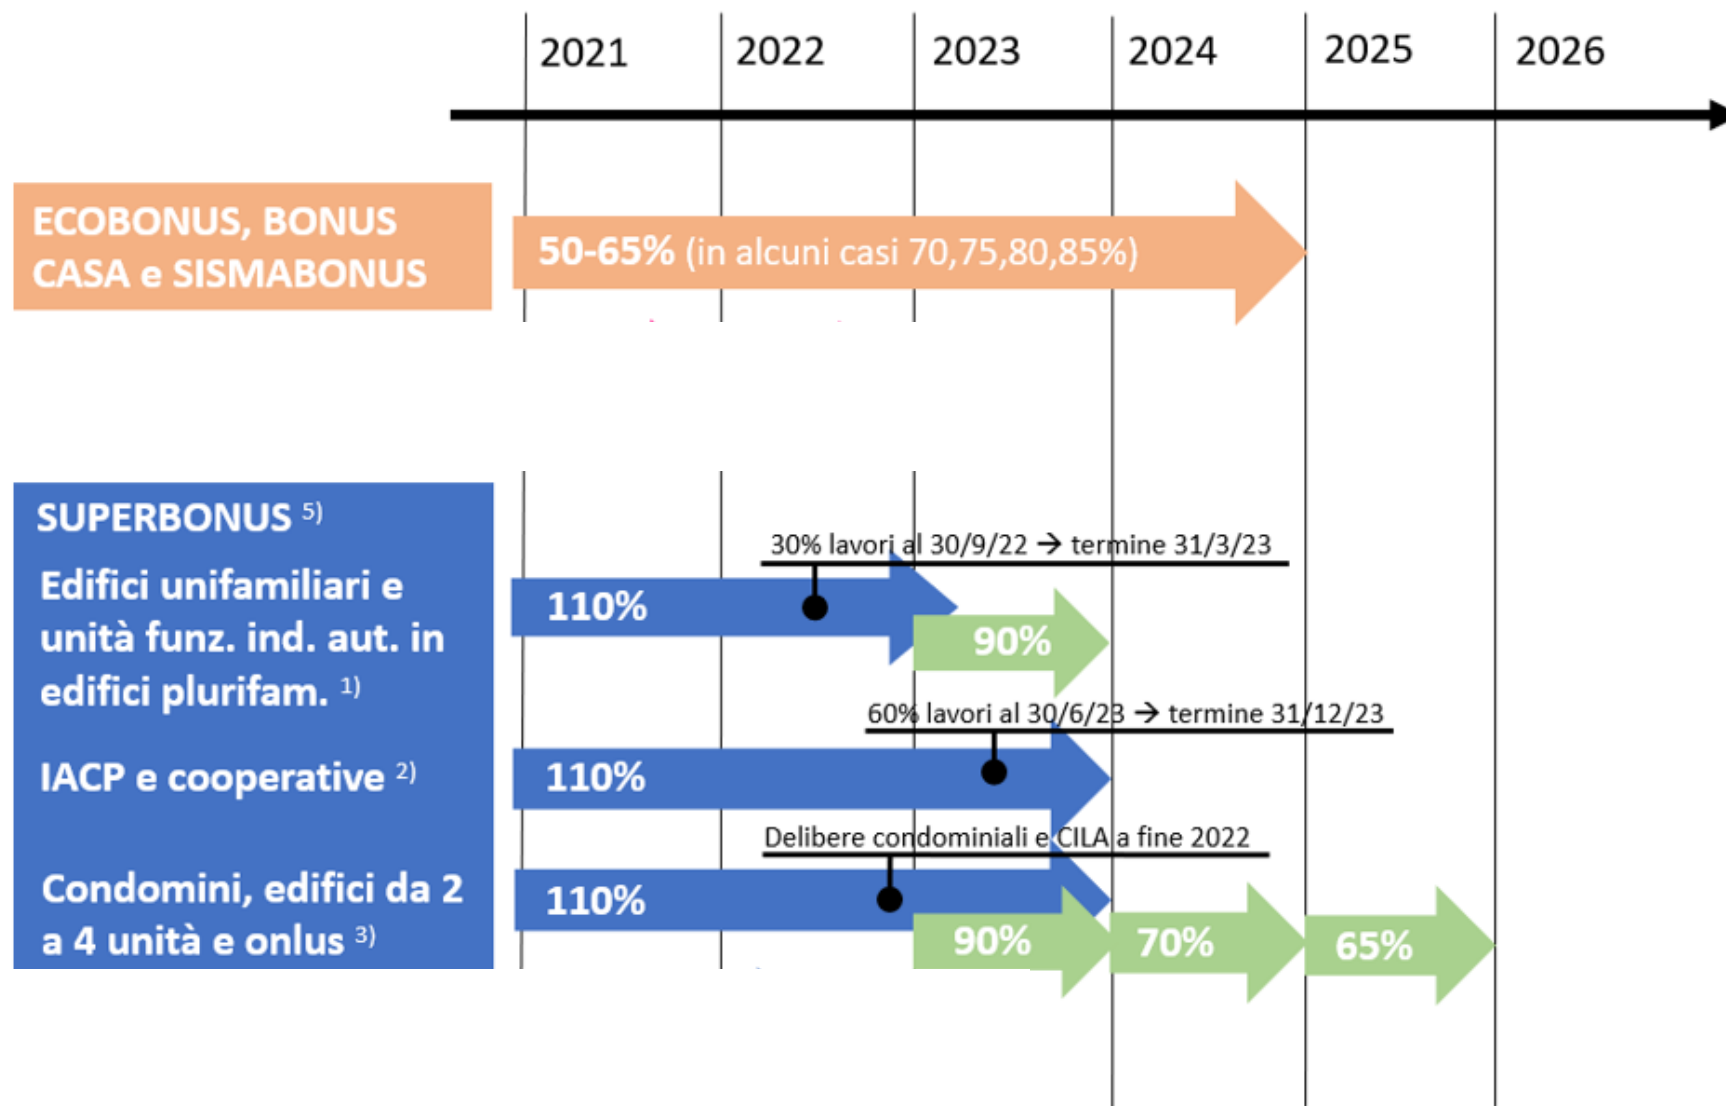 2021 2022 2023 2024 2025 2026
ECOBONUS, BONUS
CASA e SISMABONUS
50-65% (in alcuni casi 70,75,80,85%)
SUPERBONUS 5)
30% lavori al 30/9/22 → termine 31/3/23
Edifici unifamiliari e
unità funz. ind. aut. in
edifici plurifam. 1)
110%
90%
60% lavori al 30/6/23 → termine 31/12/23
IACP e cooperative 2)
110%
Delibere condominiali e CILA a fine 2022
Condomini, edifici da 2
a 4 unità e onlus 3)
110%
90% 70% 65%